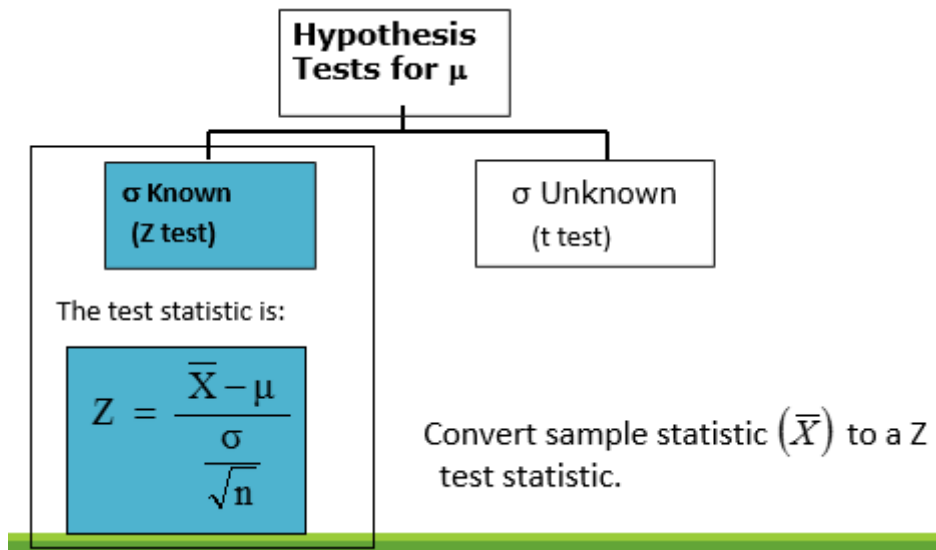 Hypothesis
Tests for μ
σ Known
(Z test)
σ Unknown
(t test)
The test statistic is:
Z = (X̄ − μ) / (σ / √n)
Convert sample statistic (X̄) to a Z
test statistic.